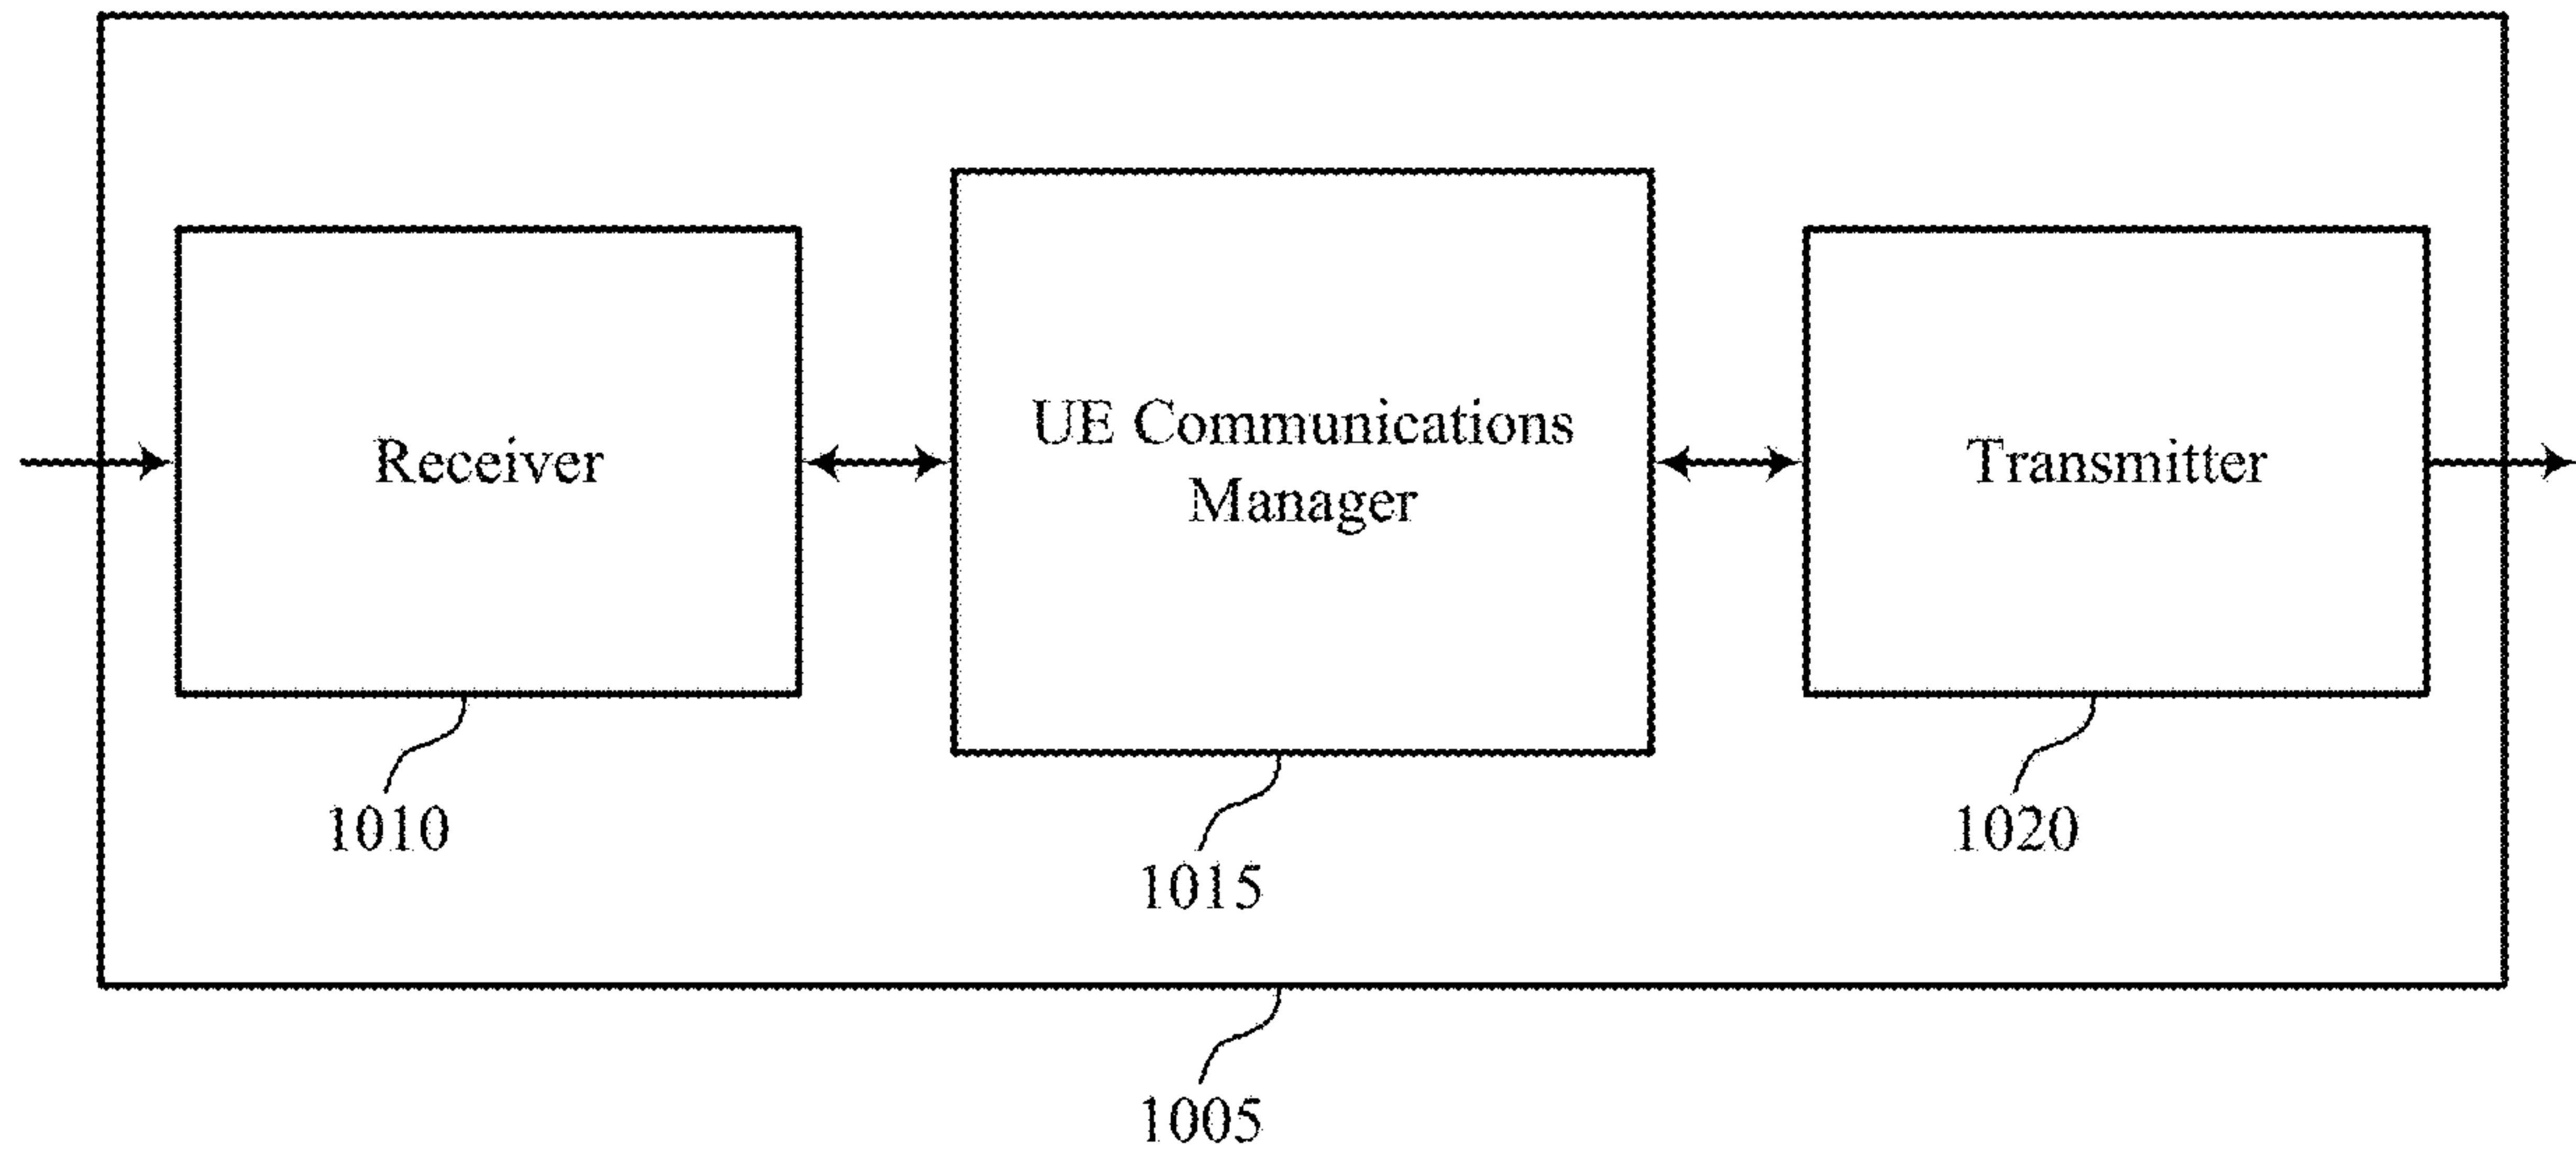 Receiver
UE Communications
Manager
Transmitter
1010
1015
1020
1005